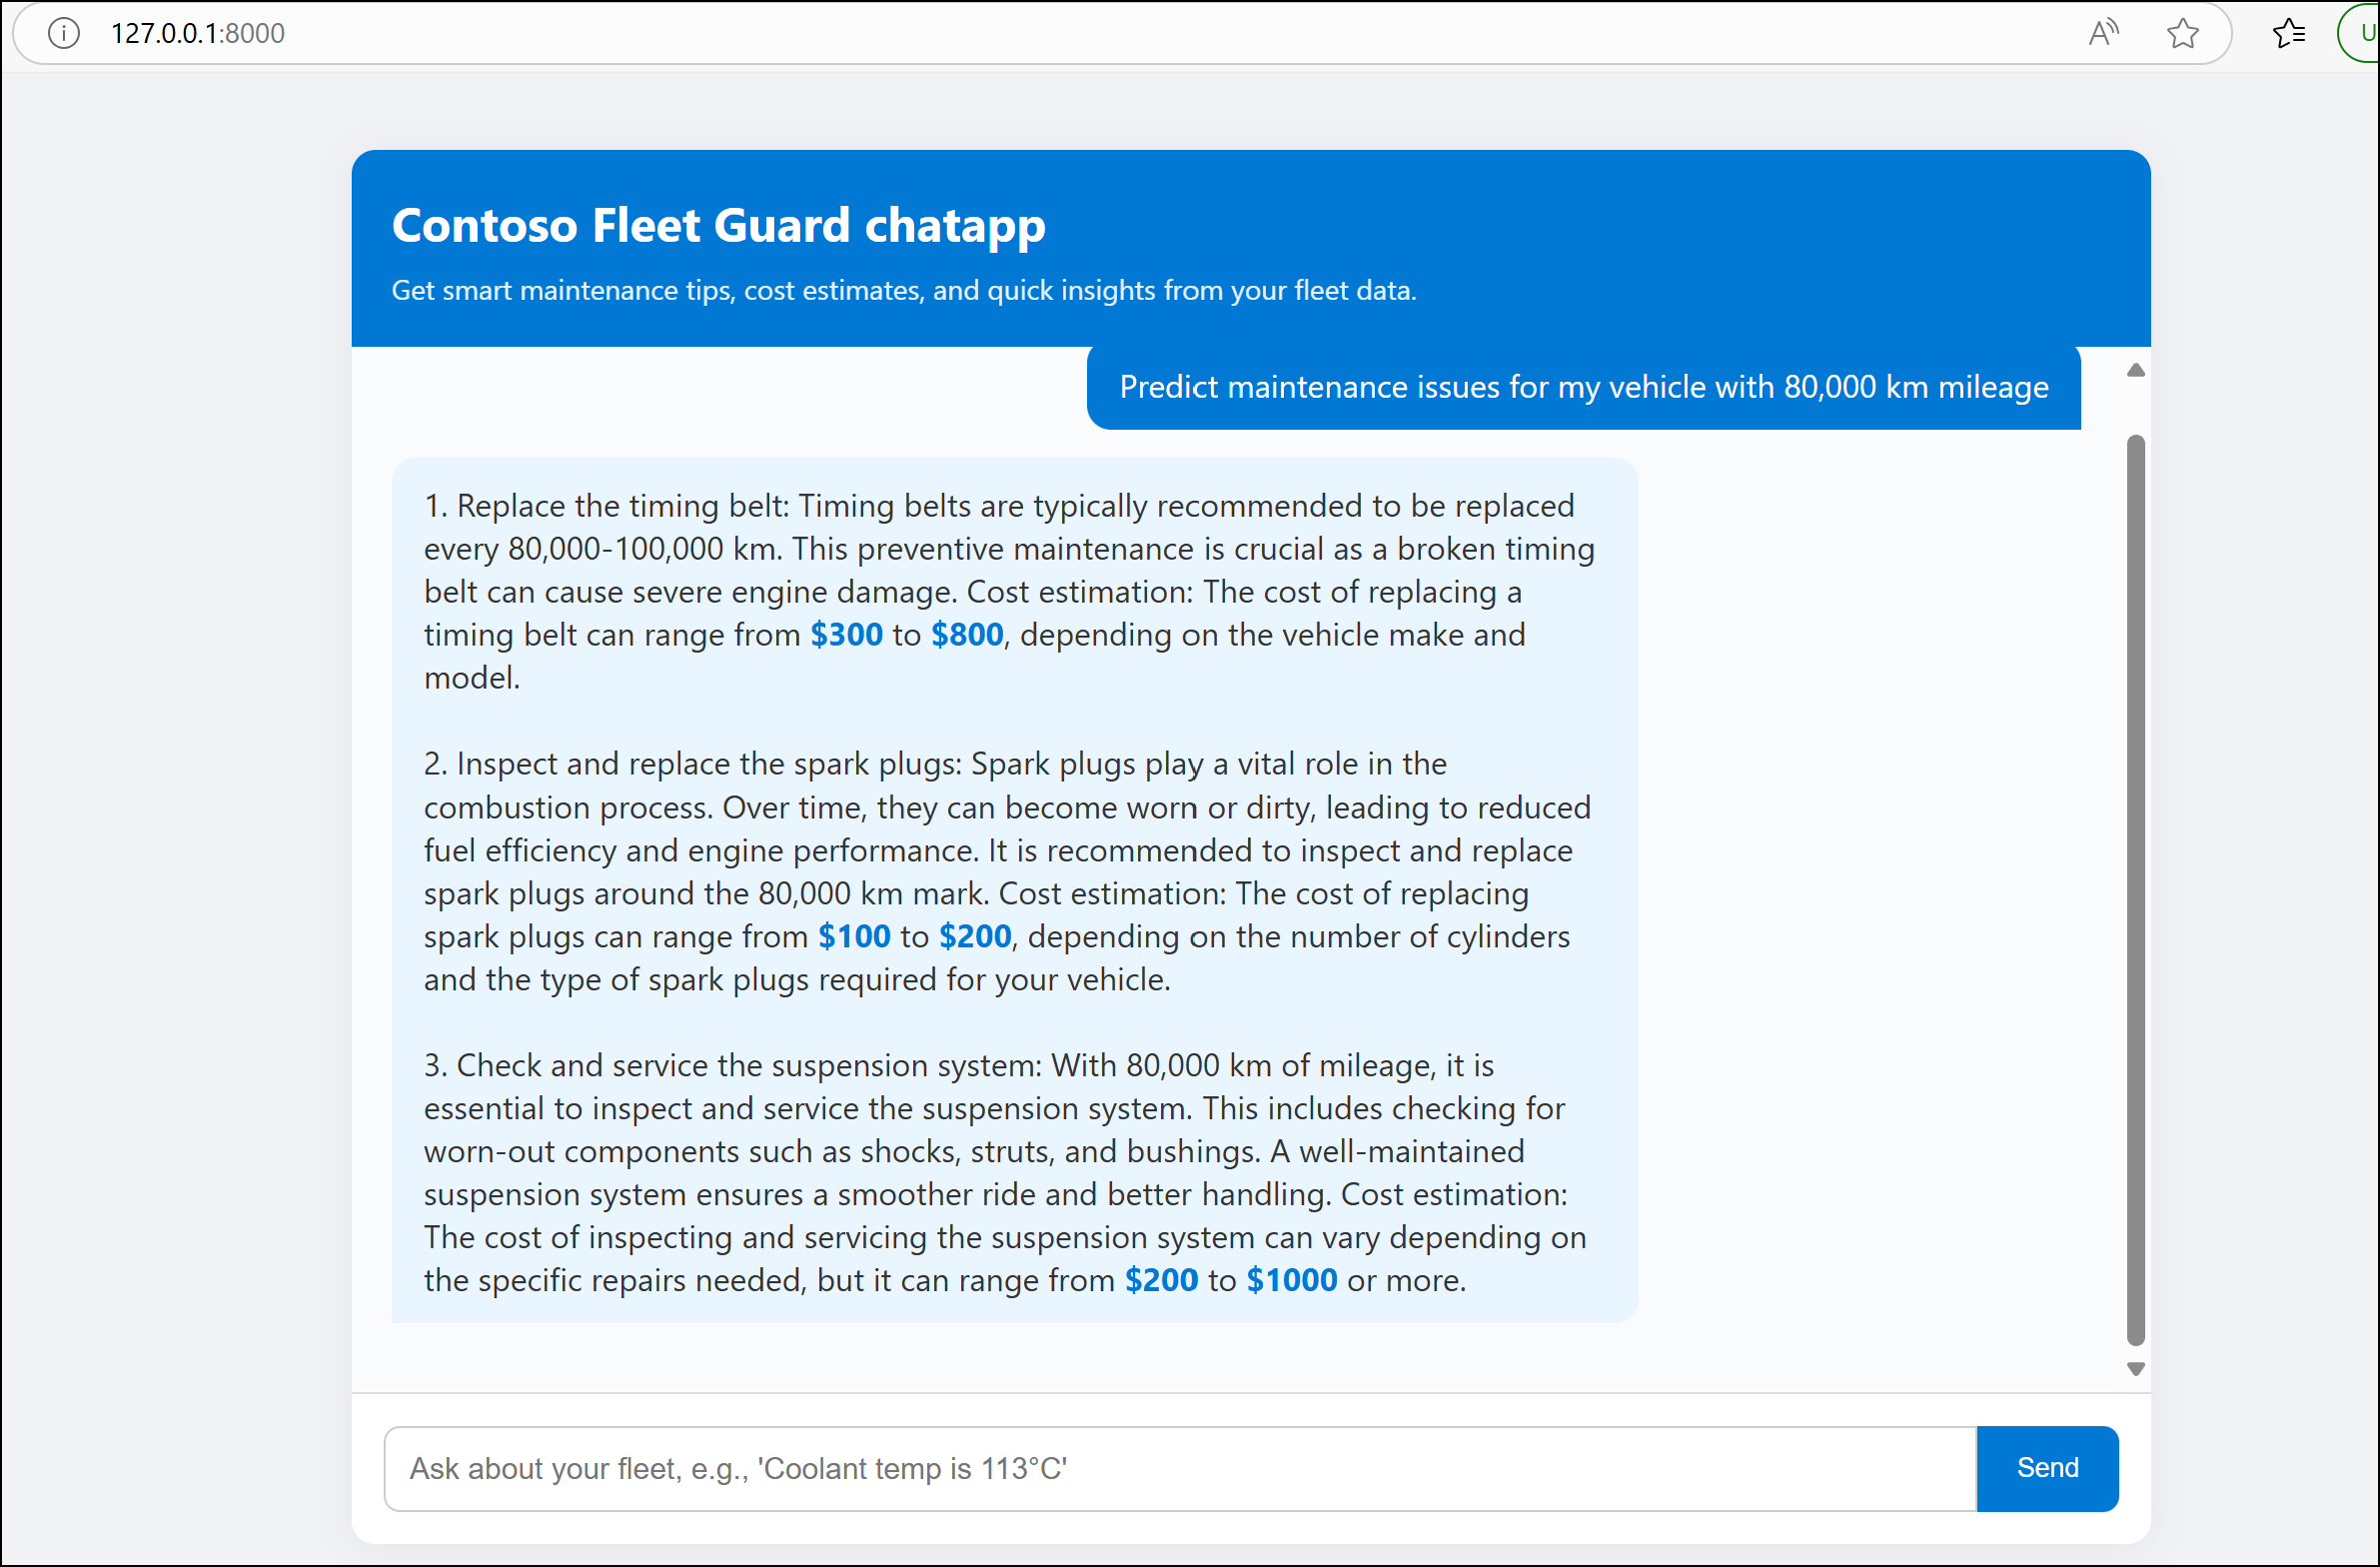 127.0.0.1:8000
U
Contoso Fleet Guard chatapp
Get smart maintenance tips, cost estimates, and quick insights from your fleet data.
Predict maintenance issues for my vehicle with 80,000 km mileage
1. Replace the timing belt: Timing belts are typically recommended to be replaced
every 80,000-100,000 km. This preventive maintenance is crucial as a broken timing
belt can cause severe engine damage. Cost estimation: The cost of replacing a
timing belt can range from $300 to $800, depending on the vehicle make and
model.
2. Inspect and replace the spark plugs: Spark plugs play a vital role in the
combustion process. Over time, they can become worn or dirty, leading to reduced
fuel efficiency and engine performance. It is recommended to inspect and replace
spark plugs around the 80,000 km mark. Cost estimation: The cost of replacing
spark plugs can range from $100 to $200, depending on the number of cylinders
and the type of spark plugs required for your vehicle.
3. Check and service the suspension system: With 80,000 km of mileage, it is
essential to inspect and service the suspension system. This includes checking for
worn-out components such as shocks, struts, and bushings. A well-maintained
suspension system ensures a smoother ride and better handling. Cost estimation:
The cost of inspecting and servicing the suspension system can vary depending on
the specific repairs needed, but it can range from $200 to $1000 or more.
Ask about your fleet, e.g., 'Coolant temp is 113°C'
Send